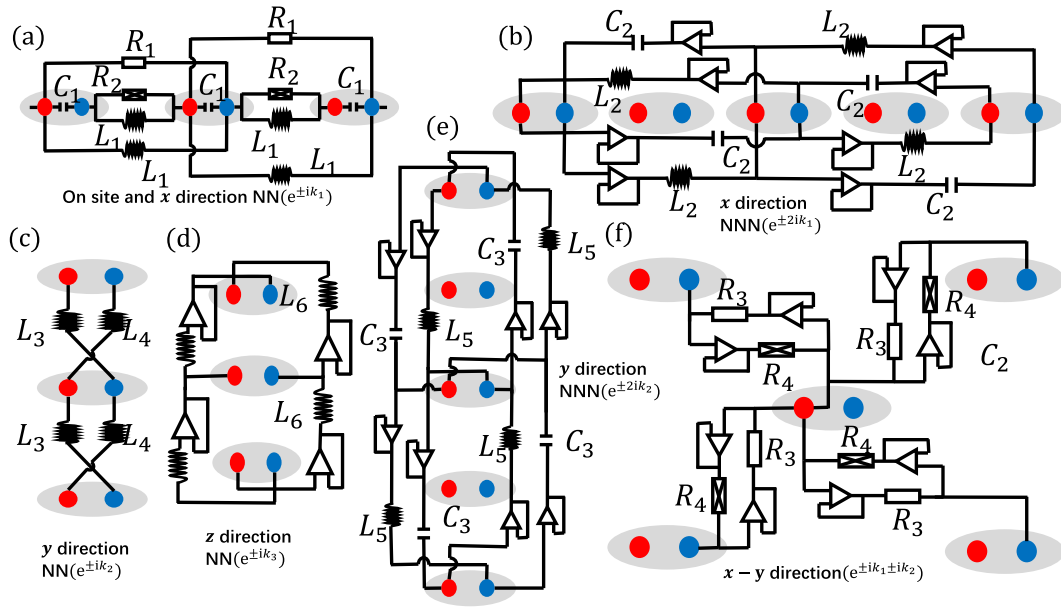 (a)
R₁
R₁
C₁
R₂
C₁
R₂
C₁
L₁
L₁
L₁
L₁
On site and x direction NN(e^{±ik₁})
(b)
C₂
L₂
L₂
C₂
C₂
L₂
L₂
C₂
x direction
NNN(e^{±2ik₁})
(c)
L₃
L₄
L₃
L₄
y direction
NN(e^{±ik₂})
(d)
L₆
L₆
z direction
NN(e^{±ik₃})
(e)
C₃
L₅
C₃
L₅
y direction
NNN(e^{±2ik₂})
L₅
C₃
L₅
C₃
(f)
R₃
R₄
R₃
R₄
C₂
R₄
R₃
R₄
R₃
x − y direction(e^{±ik₁±ik₂})